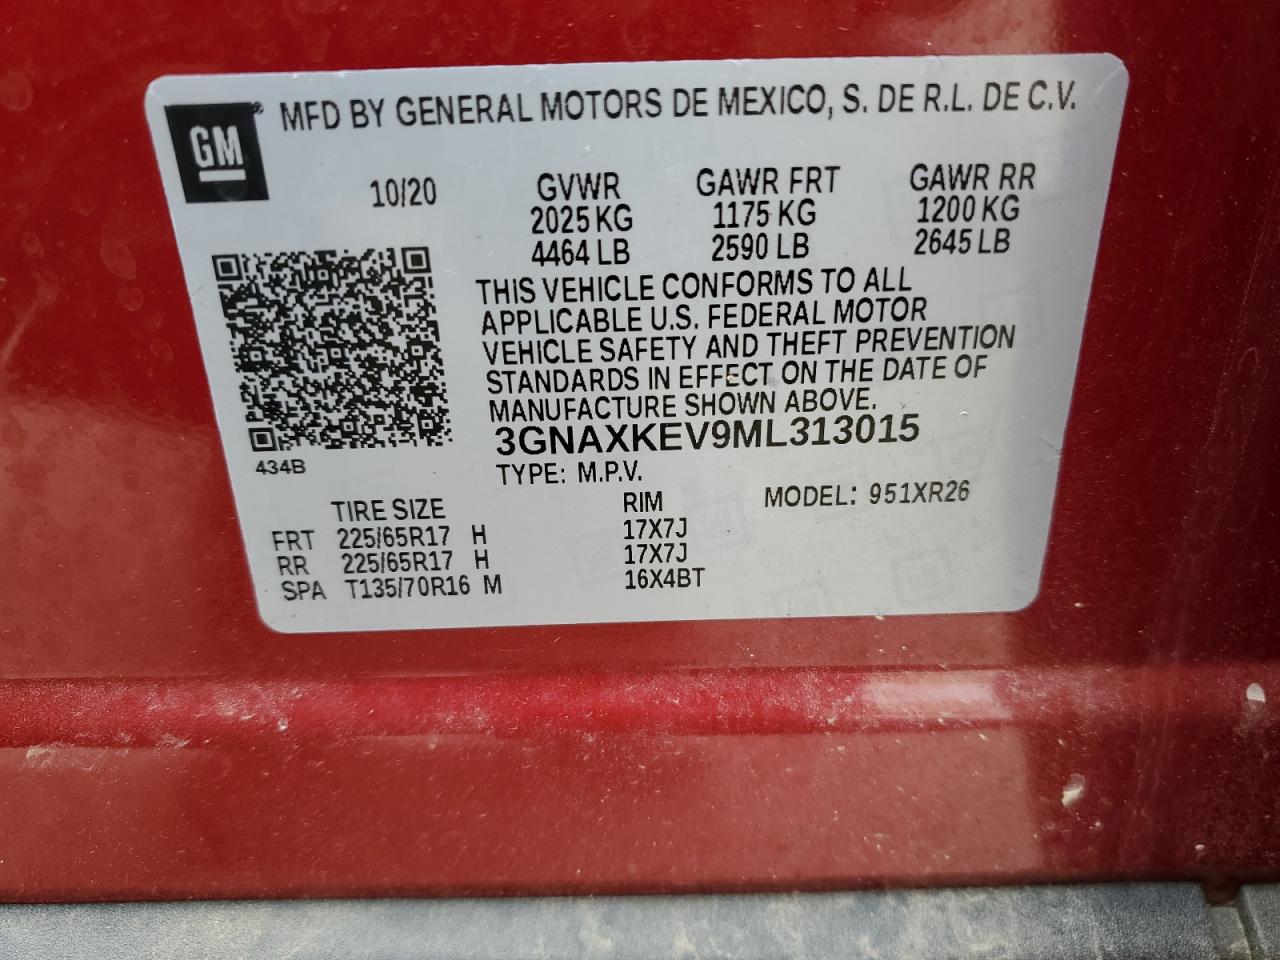 GM ® MFD BY GENERAL MOTORS DE MEXICO, S. DE R.L. DE C.V.
10/20 GVWR GAWR FRT GAWR RR
2025 KG 1175 KG 1200 KG
4464 LB 2590 LB 2645 LB
THIS VEHICLE CONFORMS TO ALL
APPLICABLE U.S. FEDERAL MOTOR
VEHICLE SAFETY AND THEFT PREVENTION
STANDARDS IN EFFECT ON THE DATE OF
MANUFACTURE SHOWN ABOVE.
3GNAXKEV9ML313015
434B
TYPE: M.P.V.
TIRE SIZE RIM MODEL: 951XR26
FRT 225/65R17 H 17X7J
RR 225/65R17 H 17X7J
SPA T135/70R16 M 16X4BT